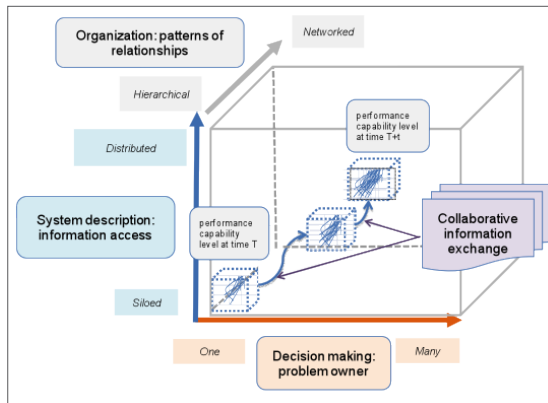 Organization: patterns of
relationships
Networked
Hierarchical
Distributed
performance
capability level
at time T+t
System description:
information access
performance
capability level
at time T
Collaborative
information
exchange
Siloed
One
Decision making:
problem owner
Many